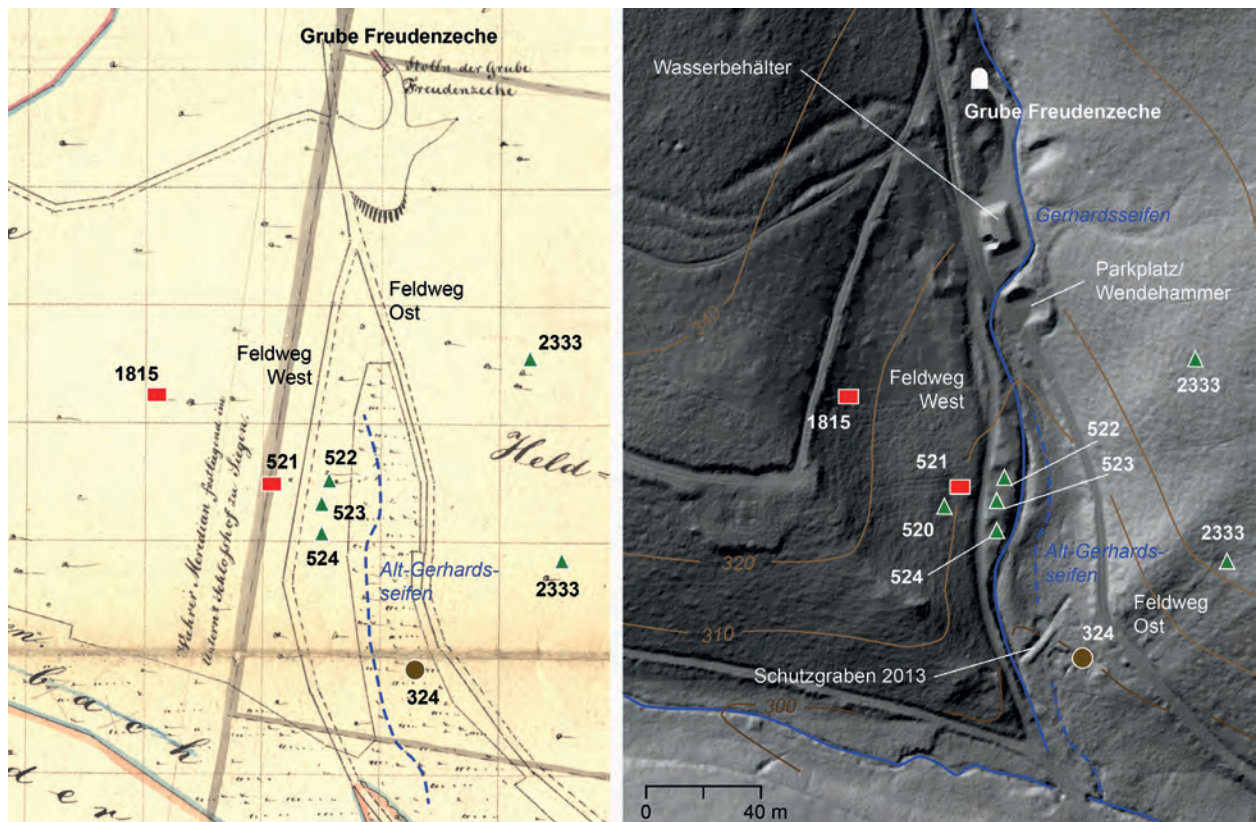 Grube Freudenzeche
Stolln der Grube
Freudenzeche
Feldweg
Ost
2333
Feldweg
West
1815
Held=
521
522
523
524
Wahrer Meridian festliegend im
Untern Schloßhof zu Siegen.
Alt-Gerhards-
seifen
2333
324
b a c h
d e r
Wasserbehälter
Grube Freudenzeche
Gerhardsseifen
Parkplatz/
Wendehammer
340
2333
Feldweg
West
1815
522
523
521
520
524
320
Alt-Gerhards-
seifen
2333
Feldweg
Ost
310
324
Schutzgraben 2013
300
0
40 m